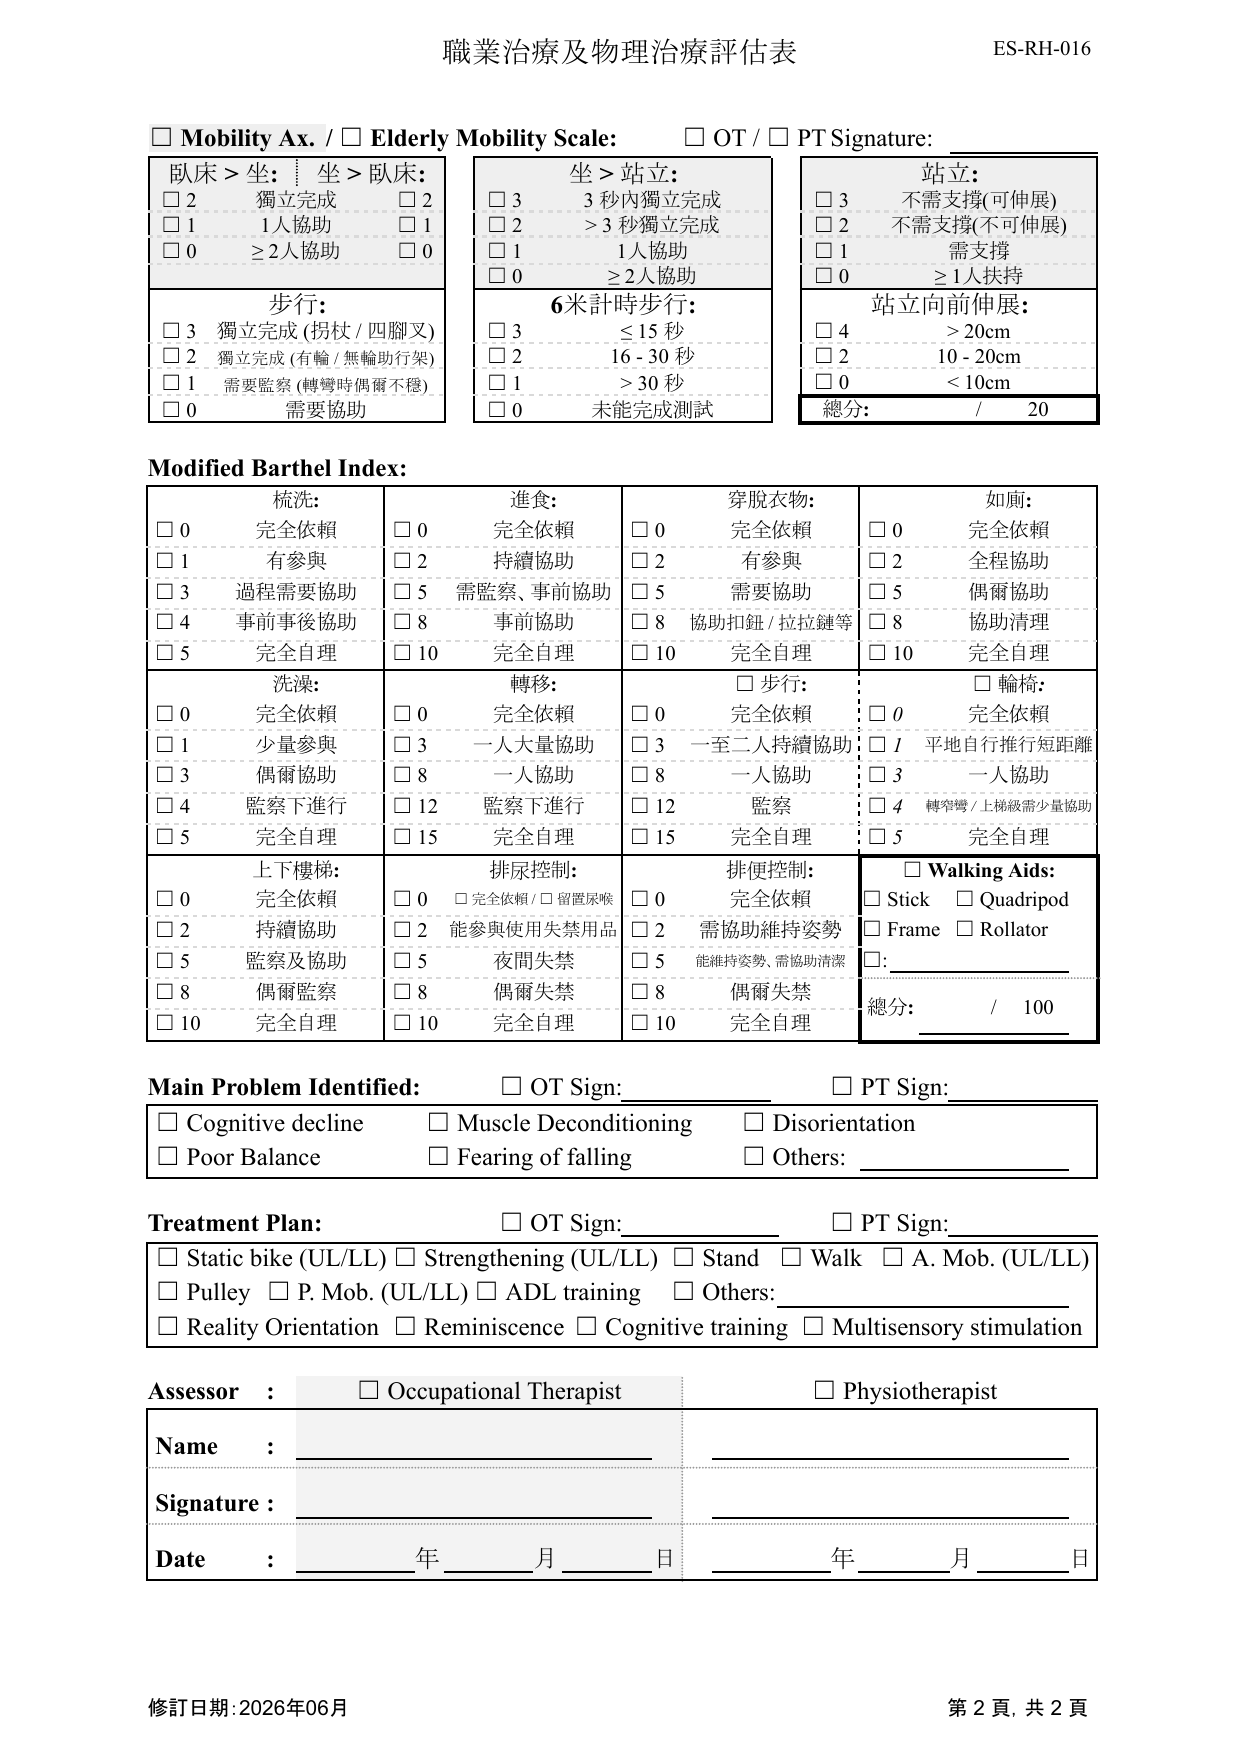 職業治療及物理治療評估表 ES-RH-016
☐ Mobility Ax. / ☐ Elderly Mobility Scale: ☐ OT / ☐ PT Signature:
臥床 > 坐: 坐 > 臥床:
☐ 2 獨立完成 ☐ 2
☐ 1 1人協助 ☐ 1
☐ 0 ≥ 2人協助 ☐ 0
坐 > 站立:
☐ 3 3 秒內獨立完成
☐ 2 > 3 秒獨立完成
☐ 1 1人協助
☐ 0 ≥ 2人協助
站立:
☐ 3 不需支撐(可伸展)
☐ 2 不需支撐(不可伸展)
☐ 1 需支撐
☐ 0 ≥ 1人扶持
步行:
☐ 3 獨立完成 (拐杖 / 四腳叉)
☐ 2 獨立完成 (有輪 / 無輪助行架)
☐ 1 需要監察 (轉彎時偶爾不穩)
☐ 0 需要協助
6米計時步行:
☐ 3 ≤ 15 秒
☐ 2 16 - 30 秒
☐ 1 > 30 秒
☐ 0 未能完成測試
站立向前伸展:
☐ 4 > 20cm
☐ 2 10 - 20cm
☐ 0 < 10cm
總分: / 20
Modified Barthel Index:
梳洗:
☐ 0 完全依賴
☐ 1 有參與
☐ 3 過程需要協助
☐ 4 事前事後協助
☐ 5 完全自理
進食:
☐ 0 完全依賴
☐ 2 持續協助
☐ 5 需監察、事前協助
☐ 8 事前協助
☐ 10 完全自理
穿脫衣物:
☐ 0 完全依賴
☐ 2 有參與
☐ 5 需要協助
☐ 8 協助扣鈕 / 拉拉鏈等
☐ 10 完全自理
如廁:
☐ 0 完全依賴
☐ 2 全程協助
☐ 5 偶爾協助
☐ 8 協助清理
☐ 10 完全自理
洗澡:
☐ 0 完全依賴
☐ 1 少量參與
☐ 3 偶爾協助
☐ 4 監察下進行
☐ 5 完全自理
轉移:
☐ 0 完全依賴
☐ 3 一人大量協助
☐ 8 一人協助
☐ 12 監察下進行
☐ 15 完全自理
☐ 步行:
☐ 0 完全依賴
☐ 3 一至二人持續協助
☐ 8 一人協助
☐ 12 監察
☐ 15 完全自理
☐ 輪椅:
☐ 0 完全依賴
☐ 1 平地自行推行短距離
☐ 3 一人協助
☐ 4 轉窄彎 / 上梯級需少量協助
☐ 5 完全自理
上下樓梯:
☐ 0 完全依賴
☐ 2 持續協助
☐ 5 監察及協助
☐ 8 偶爾監察
☐ 10 完全自理
排尿控制:
☐ 0 ☐ 完全依賴 / ☐ 留置尿喉
☐ 2 能參與使用失禁用品
☐ 5 夜間失禁
☐ 8 偶爾失禁
☐ 10 完全自理
排便控制:
☐ 0 完全依賴
☐ 2 需協助維持姿勢
☐ 5 能維持姿勢、需協助清潔
☐ 8 偶爾失禁
☐ 10 完全自理
☐ Walking Aids:
☐ Stick ☐ Quadripod
☐ Frame ☐ Rollator
☐:
總分: / 100
Main Problem Identified: ☐ OT Sign: ☐ PT Sign:
☐ Cognitive decline ☐ Muscle Deconditioning ☐ Disorientation
☐ Poor Balance ☐ Fearing of falling ☐ Others:
Treatment Plan: ☐ OT Sign: ☐ PT Sign:
☐ Static bike (UL/LL) ☐ Strengthening (UL/LL) ☐ Stand ☐ Walk ☐ A. Mob. (UL/LL)
☐ Pulley ☐ P. Mob. (UL/LL) ☐ ADL training ☐ Others:
☐ Reality Orientation ☐ Reminiscence ☐ Cognitive training ☐ Multisensory stimulation
Assessor : ☐ Occupational Therapist ☐ Physiotherapist
Name :
Signature :
Date : 年 月 日 年 月 日
修訂日期:2026年06月 第 2 頁, 共 2 頁